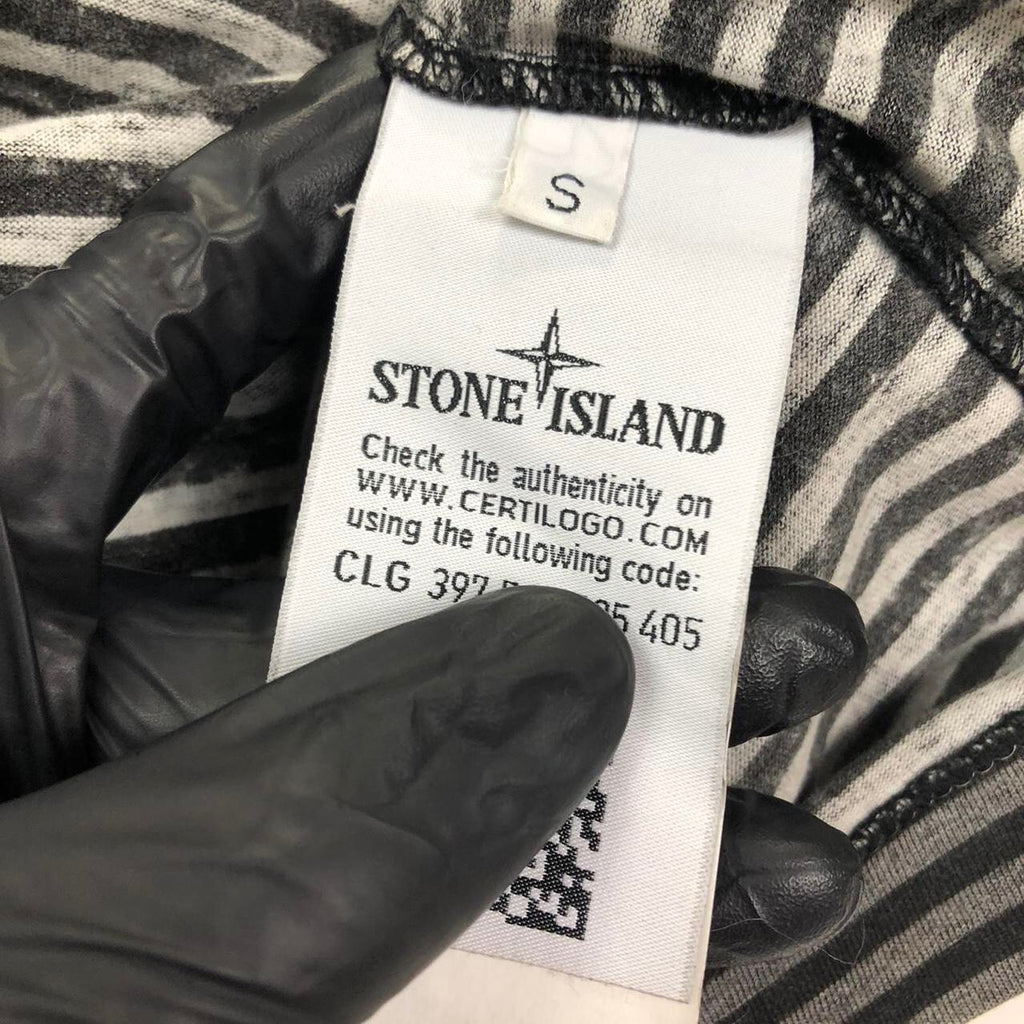 S
STONE ISLAND
Check the authenticity on
WWW.CERTILOGO.COM
using the following code:
CLG 397 405